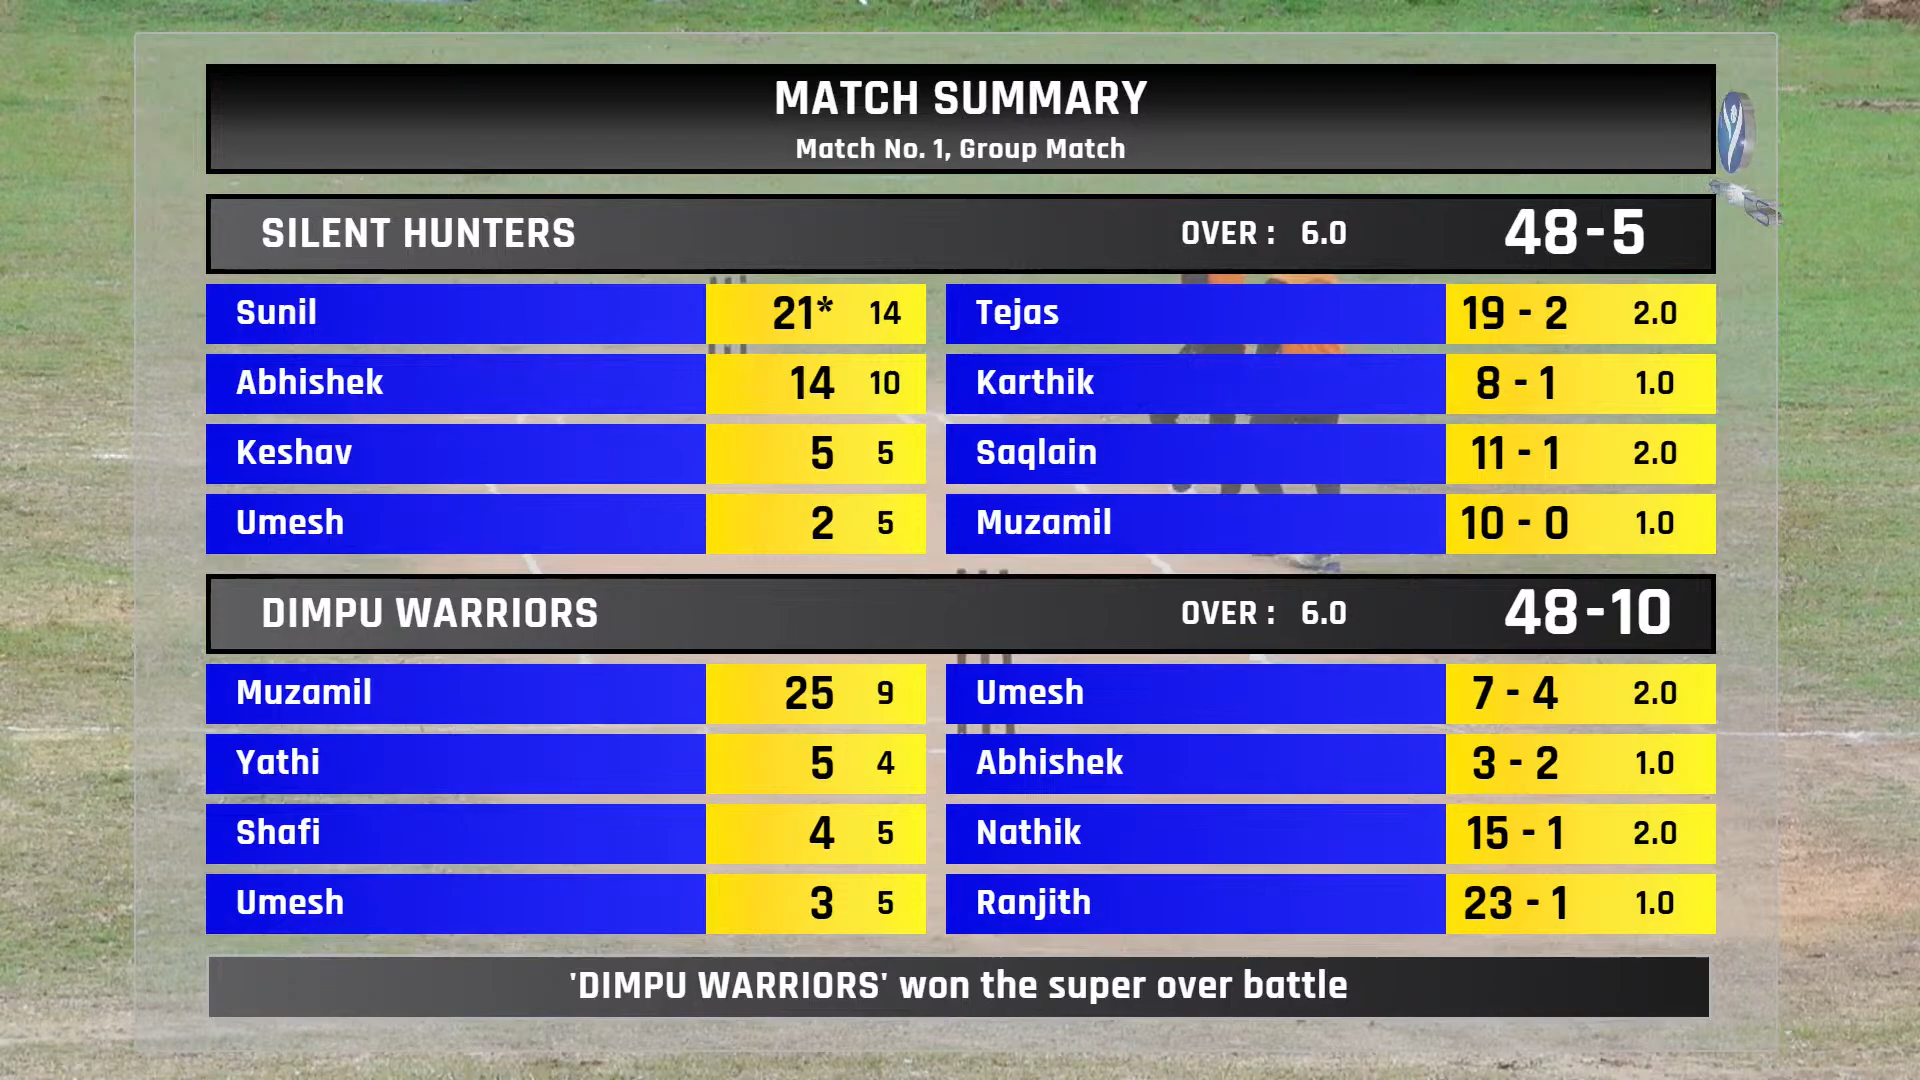 MATCH SUMMARY
Match No. 1, Group Match
SILENT HUNTERS OVER : 6.0 48-5
Sunil 21* 14 Tejas 19 - 2 2.0
Abhishek 14 10 Karthik 8 - 1 1.0
Keshav 5 5 Saqlain 11 - 1 2.0
Umesh 2 5 Muzamil 10 - 0 1.0
DIMPU WARRIORS OVER : 6.0 48-10
Muzamil 25 9 Umesh 7 - 4 2.0
Yathi 5 4 Abhishek 3 - 2 1.0
Shafi 4 5 Nathik 15 - 1 2.0
Umesh 3 5 Ranjith 23 - 1 1.0
'DIMPU WARRIORS' won the super over battle